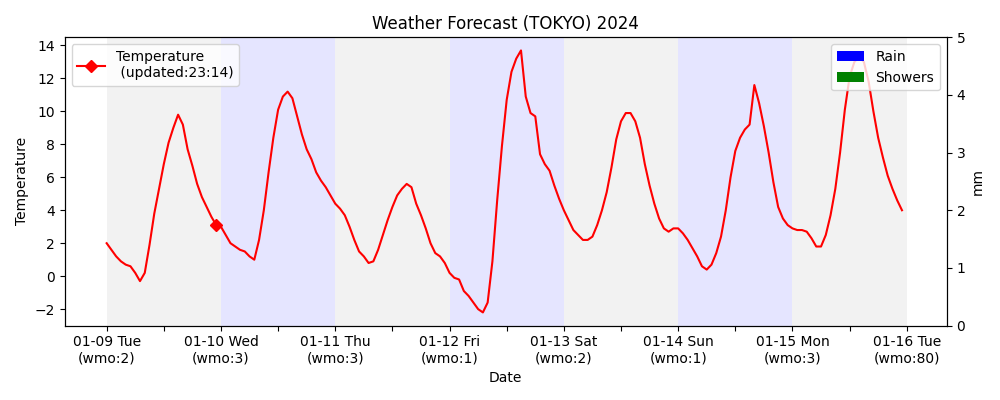 Weather Forecast (TOKYO) 2024
Temperature
(updated:23:14)
Rain
Showers
14
12
10
8
6
4
2
0
−2
Temperature
5
4
3
2
1
0
mm
01-09 Tue
(wmo:2)
01-10 Wed
(wmo:3)
01-11 Thu
(wmo:3)
01-12 Fri
(wmo:1)
01-13 Sat
(wmo:2)
01-14 Sun
(wmo:1)
01-15 Mon
(wmo:3)
01-16 Tue
(wmo:80)
Date